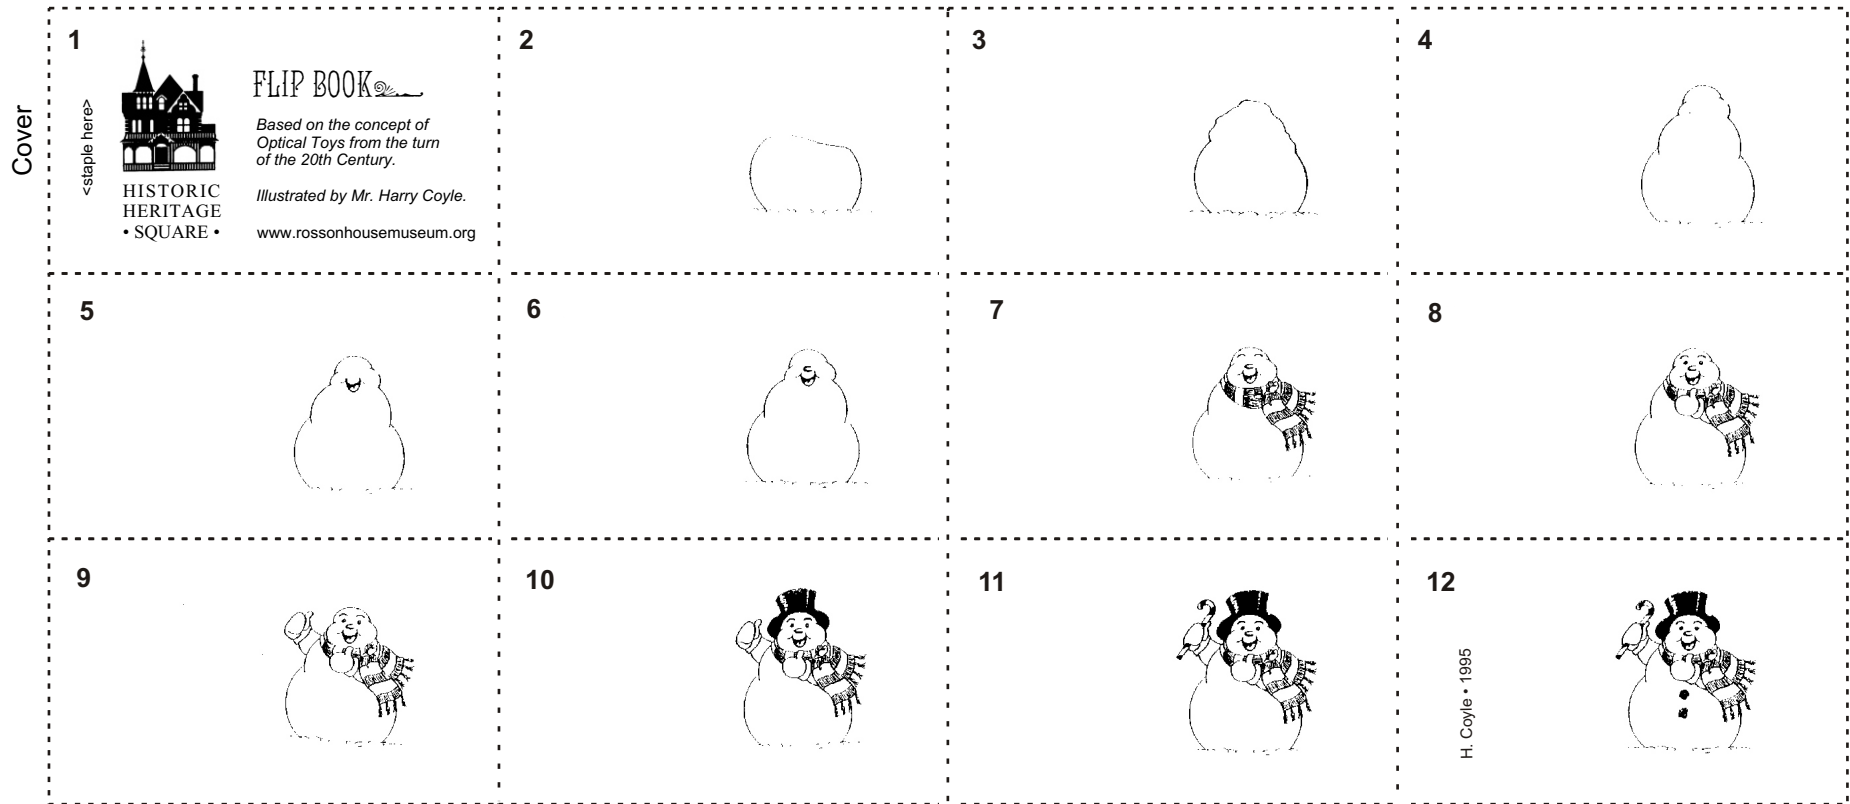 Cover
1
<staple here>
HISTORIC
HERITAGE
• SQUARE •
FLIP BOOK
Based on the concept of
Optical Toys from the turn
of the 20th Century.
Illustrated by Mr. Harry Coyle.
www.rossonhousemuseum.org
2
3
4
5
6
7
8
9
10
11
12
H. Coyle • 1995